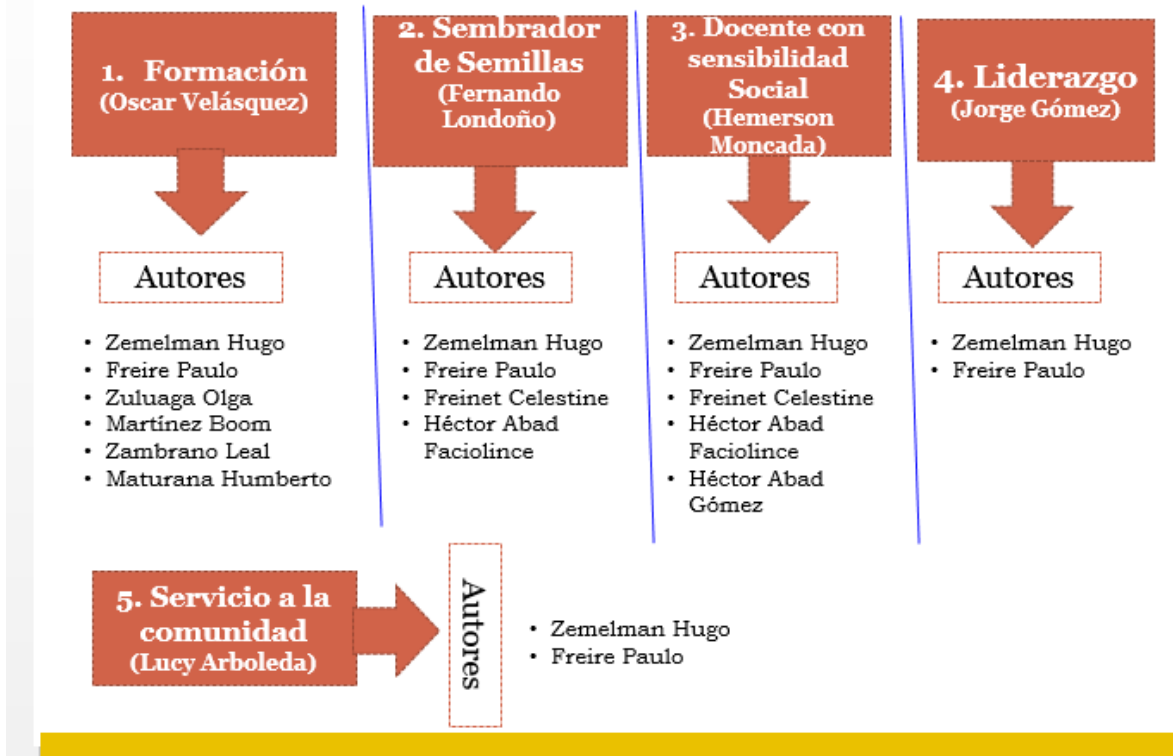 1. Formación
(Oscar Velásquez)
Autores
• Zemelman Hugo
• Freire Paulo
• Zuluaga Olga
• Martínez Boom
• Zambrano Leal
• Maturana Humberto
2. Sembrador
de Semillas
(Fernando
Londoño)
Autores
• Zemelman Hugo
• Freire Paulo
• Freinet Celestine
• Héctor Abad
Faciolince
3. Docente con
sensibilidad
Social
(Hemerson
Moncada)
Autores
• Zemelman Hugo
• Freire Paulo
• Freinet Celestine
• Héctor Abad
Faciolince
• Héctor Abad
Gómez
4. Liderazgo
(Jorge Gómez)
Autores
• Zemelman Hugo
• Freire Paulo
5. Servicio a la
comunidad
(Lucy Arboleda)
Autores
• Zemelman Hugo
• Freire Paulo